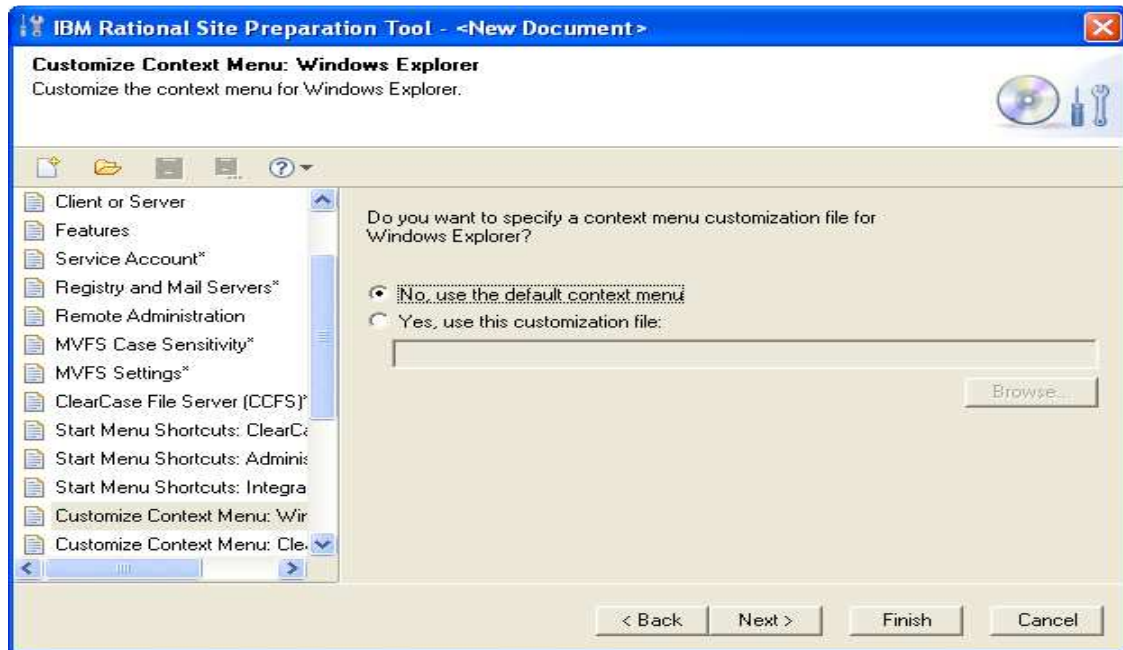 IBM Rational Site Preparation Tool - <New Document>
Customize Context Menu: Windows Explorer
Customize the context menu for Windows Explorer.
Client or Server
Features
Service Account*
Registry and Mail Servers*
Remote Administration
MVFS Case Sensitivity*
MVFS Settings*
ClearCase File Server (CCFS)*
Start Menu Shortcuts: ClearCa
Start Menu Shortcuts: Adminis
Start Menu Shortcuts: Integra
Customize Context Menu: Wir
Customize Context Menu: Cle
Do you want to specify a context menu customization file for
Windows Explorer?
No, use the default context menu
Yes, use this customization file:
Browse...
< Back
Next >
Finish
Cancel